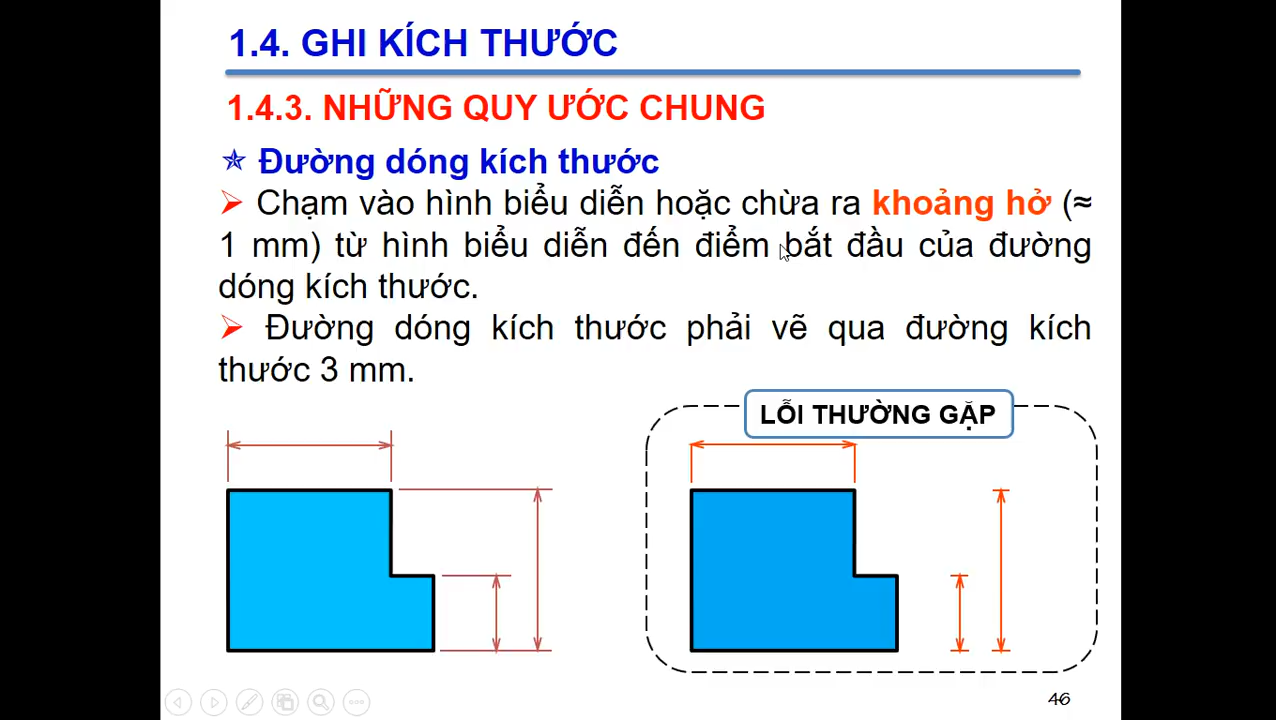 1.4. GHI KÍCH THƯỚC
1.4.3. NHỮNG QUY ƯỚC CHUNG
Đường dóng kích thước
Chạm vào hình biểu diễn hoặc chừa ra khoảng hở (≈
1 mm) từ hình biểu diễn đến điểm bắt đầu của đường
dóng kích thước.
Đường dóng kích thước phải vẽ qua đường kích
thước 3 mm.
LỖI THƯỜNG GẶP
46